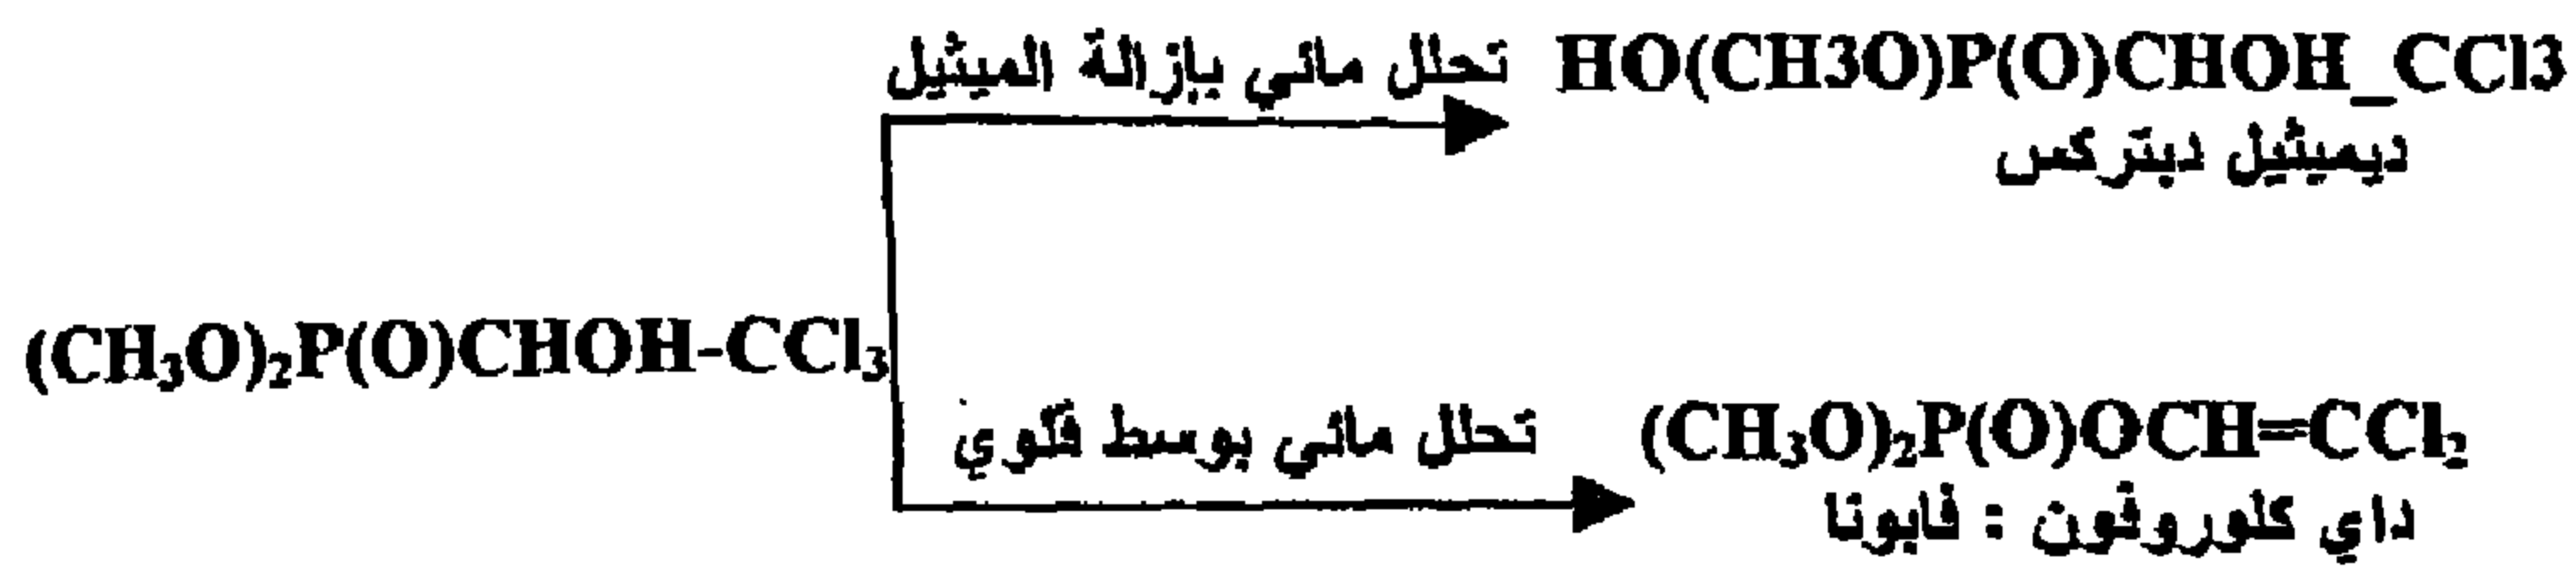 تحلل مائي بإزالة الميثيل HO(CH3O)P(O)CHOH_CCl3
ديميثيل دبتركس
(CH₃O)₂P(O)CHOH-CCl₃
تحلل مائي بوسط قلوي (CH₃O)₂P(O)OCH=CCl₂
داي كلوروفون : فابونا